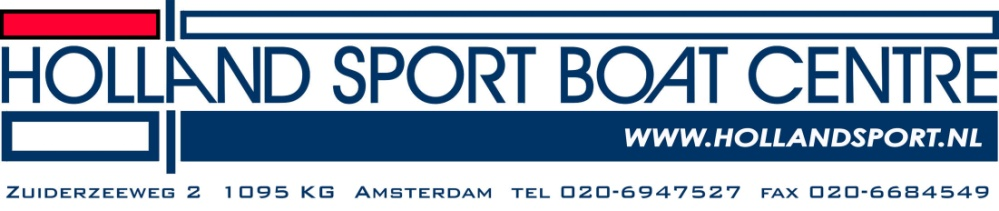 HOLLAND SPORT BOAT CENTRE
WWW.HOLLANDSPORT.NL
ZUIDERZEEWEG 2 1095 KG AMSTERDAM TEL 020-6947527 FAX 020-6684549